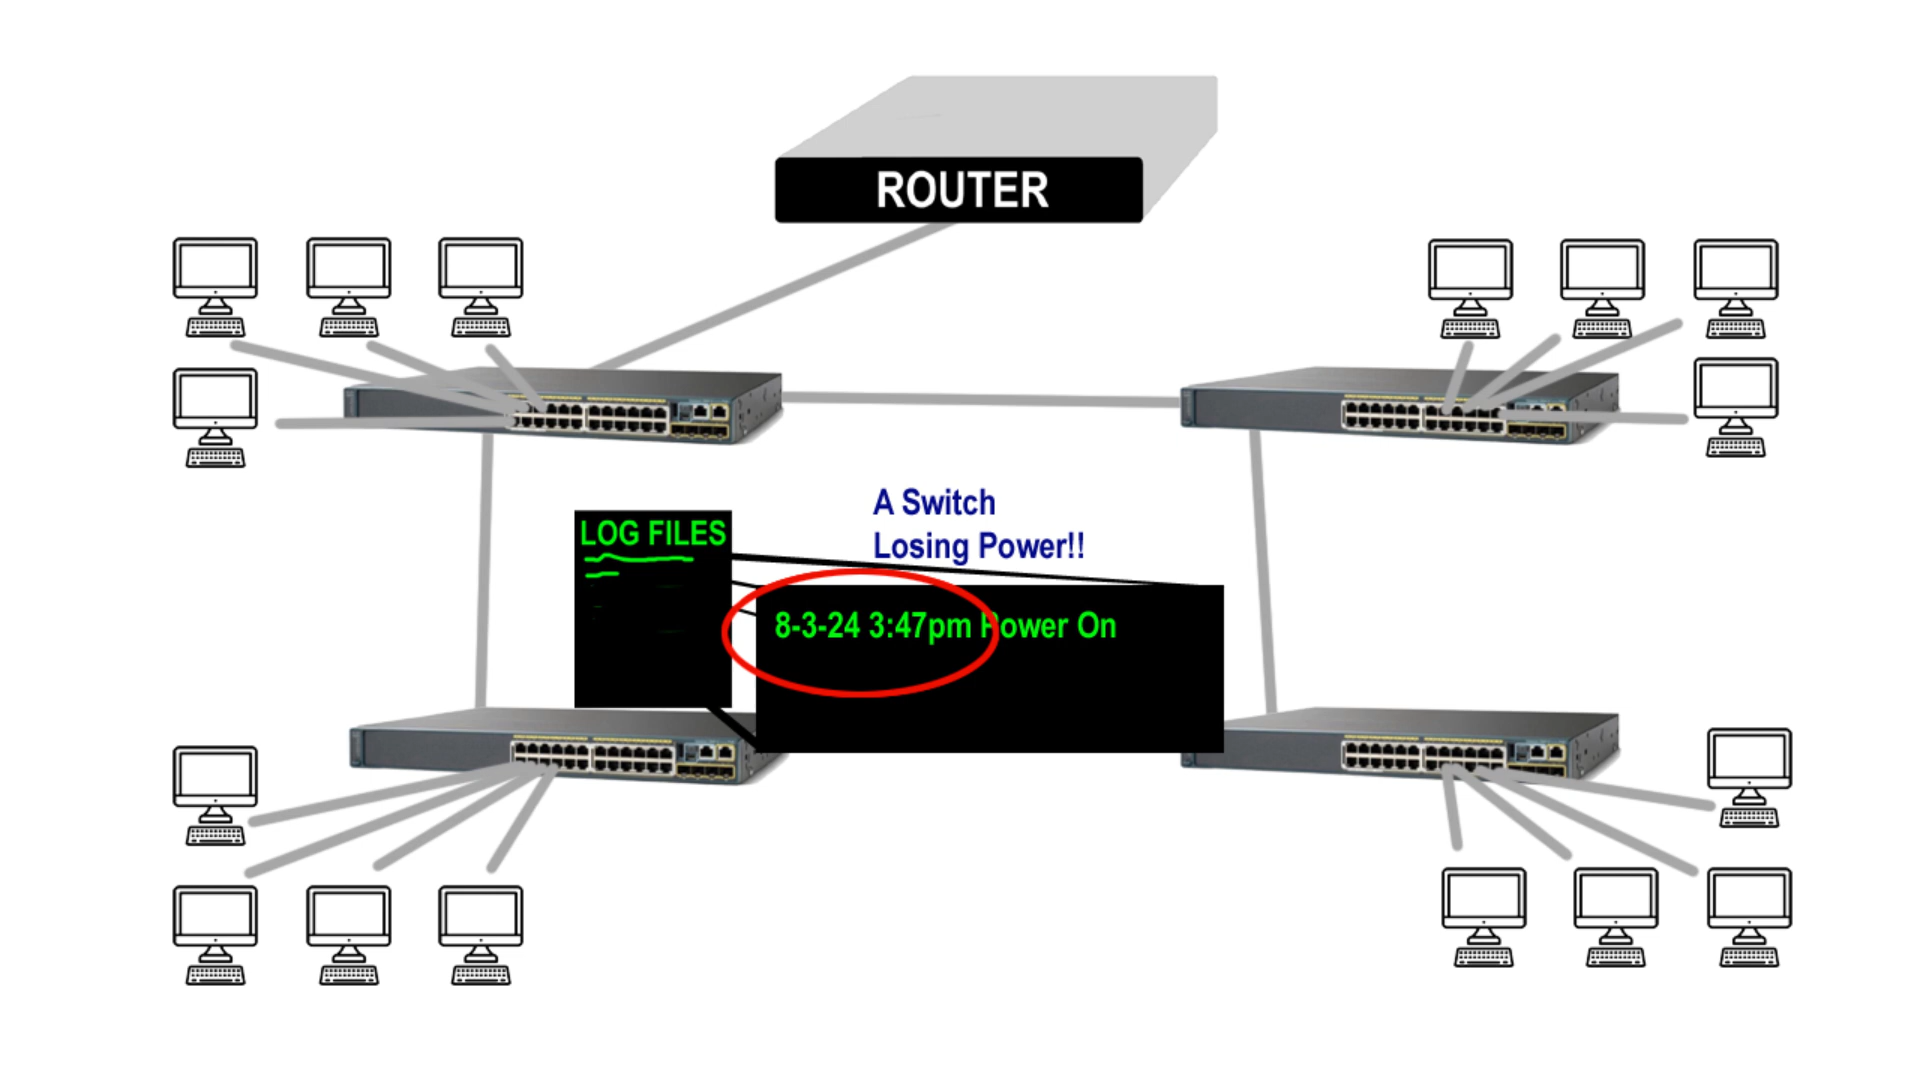 ROUTER
A Switch
Losing Power!!
LOG FILES
8-3-24 3:47pm Power On